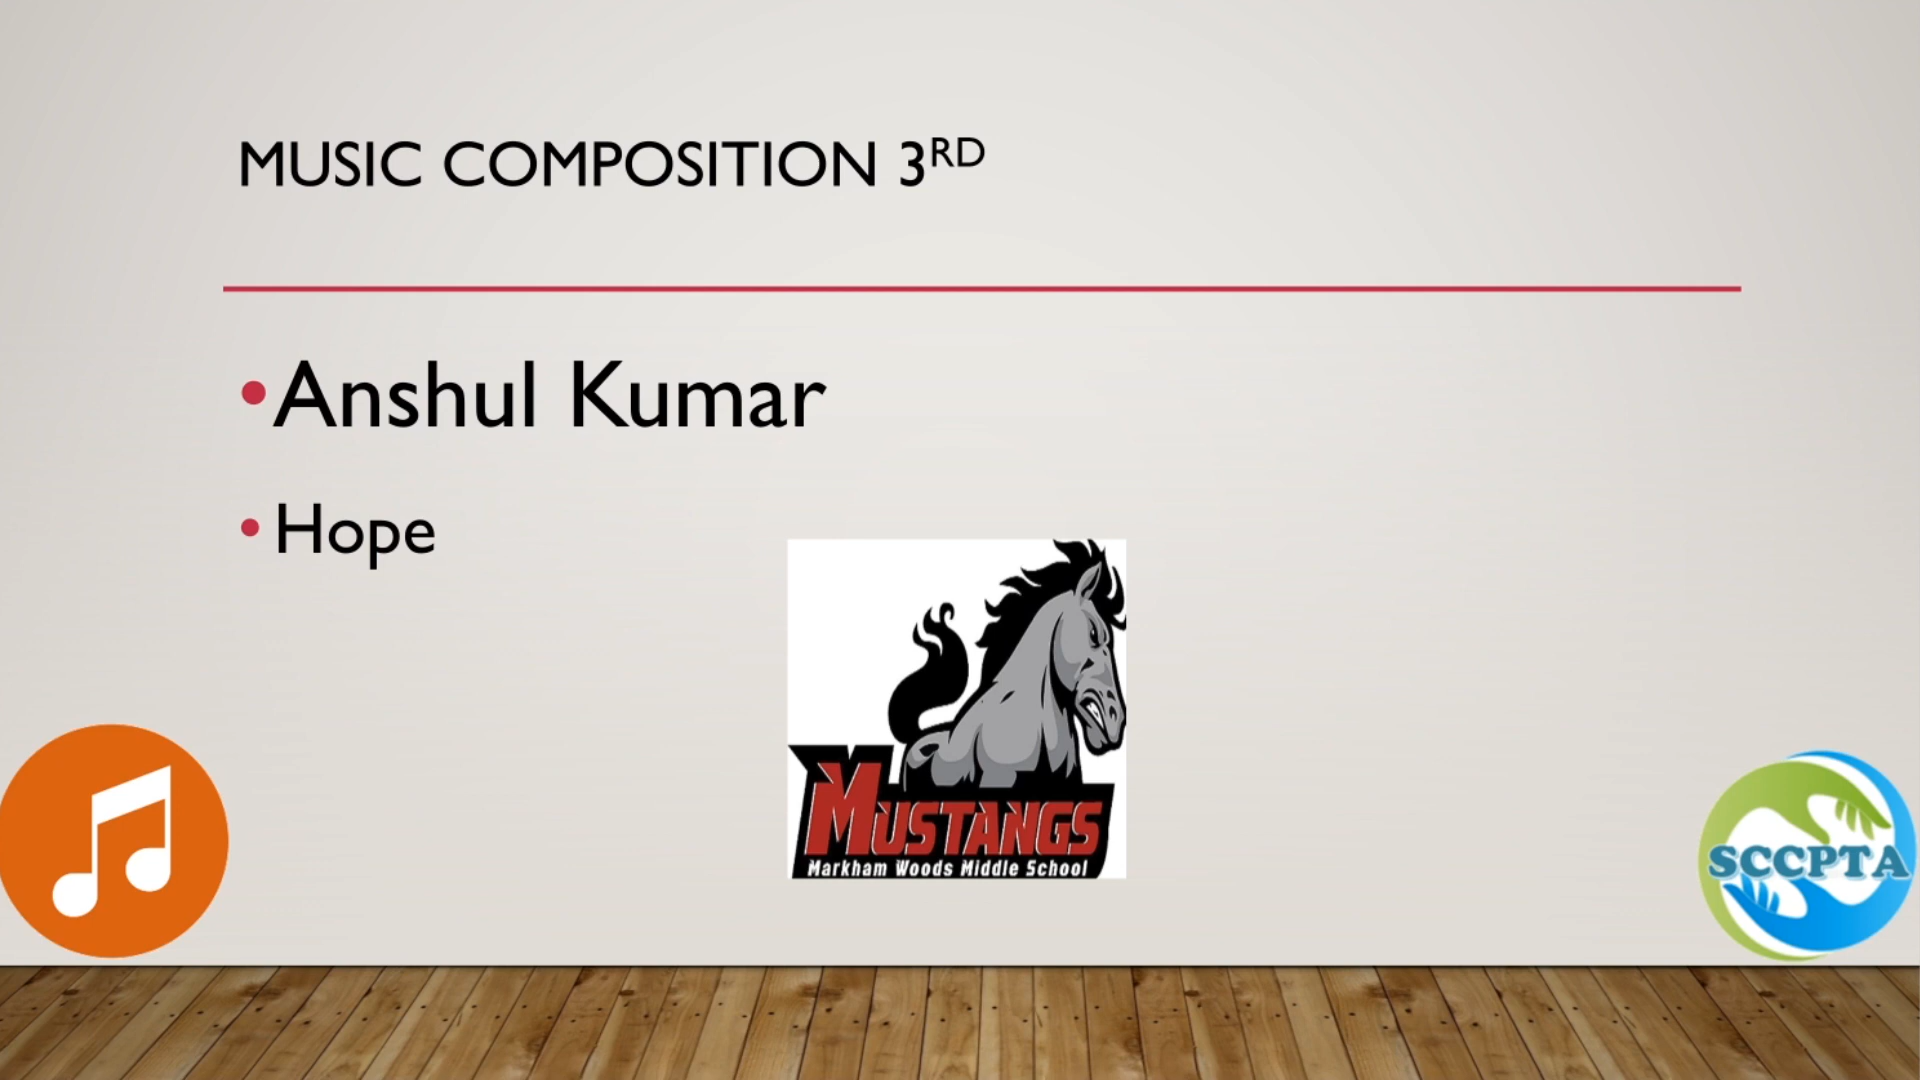 MUSIC COMPOSITION 3RD
•Anshul Kumar
• Hope
MUSTANGS
Markham Woods Middle School
SCCPTA